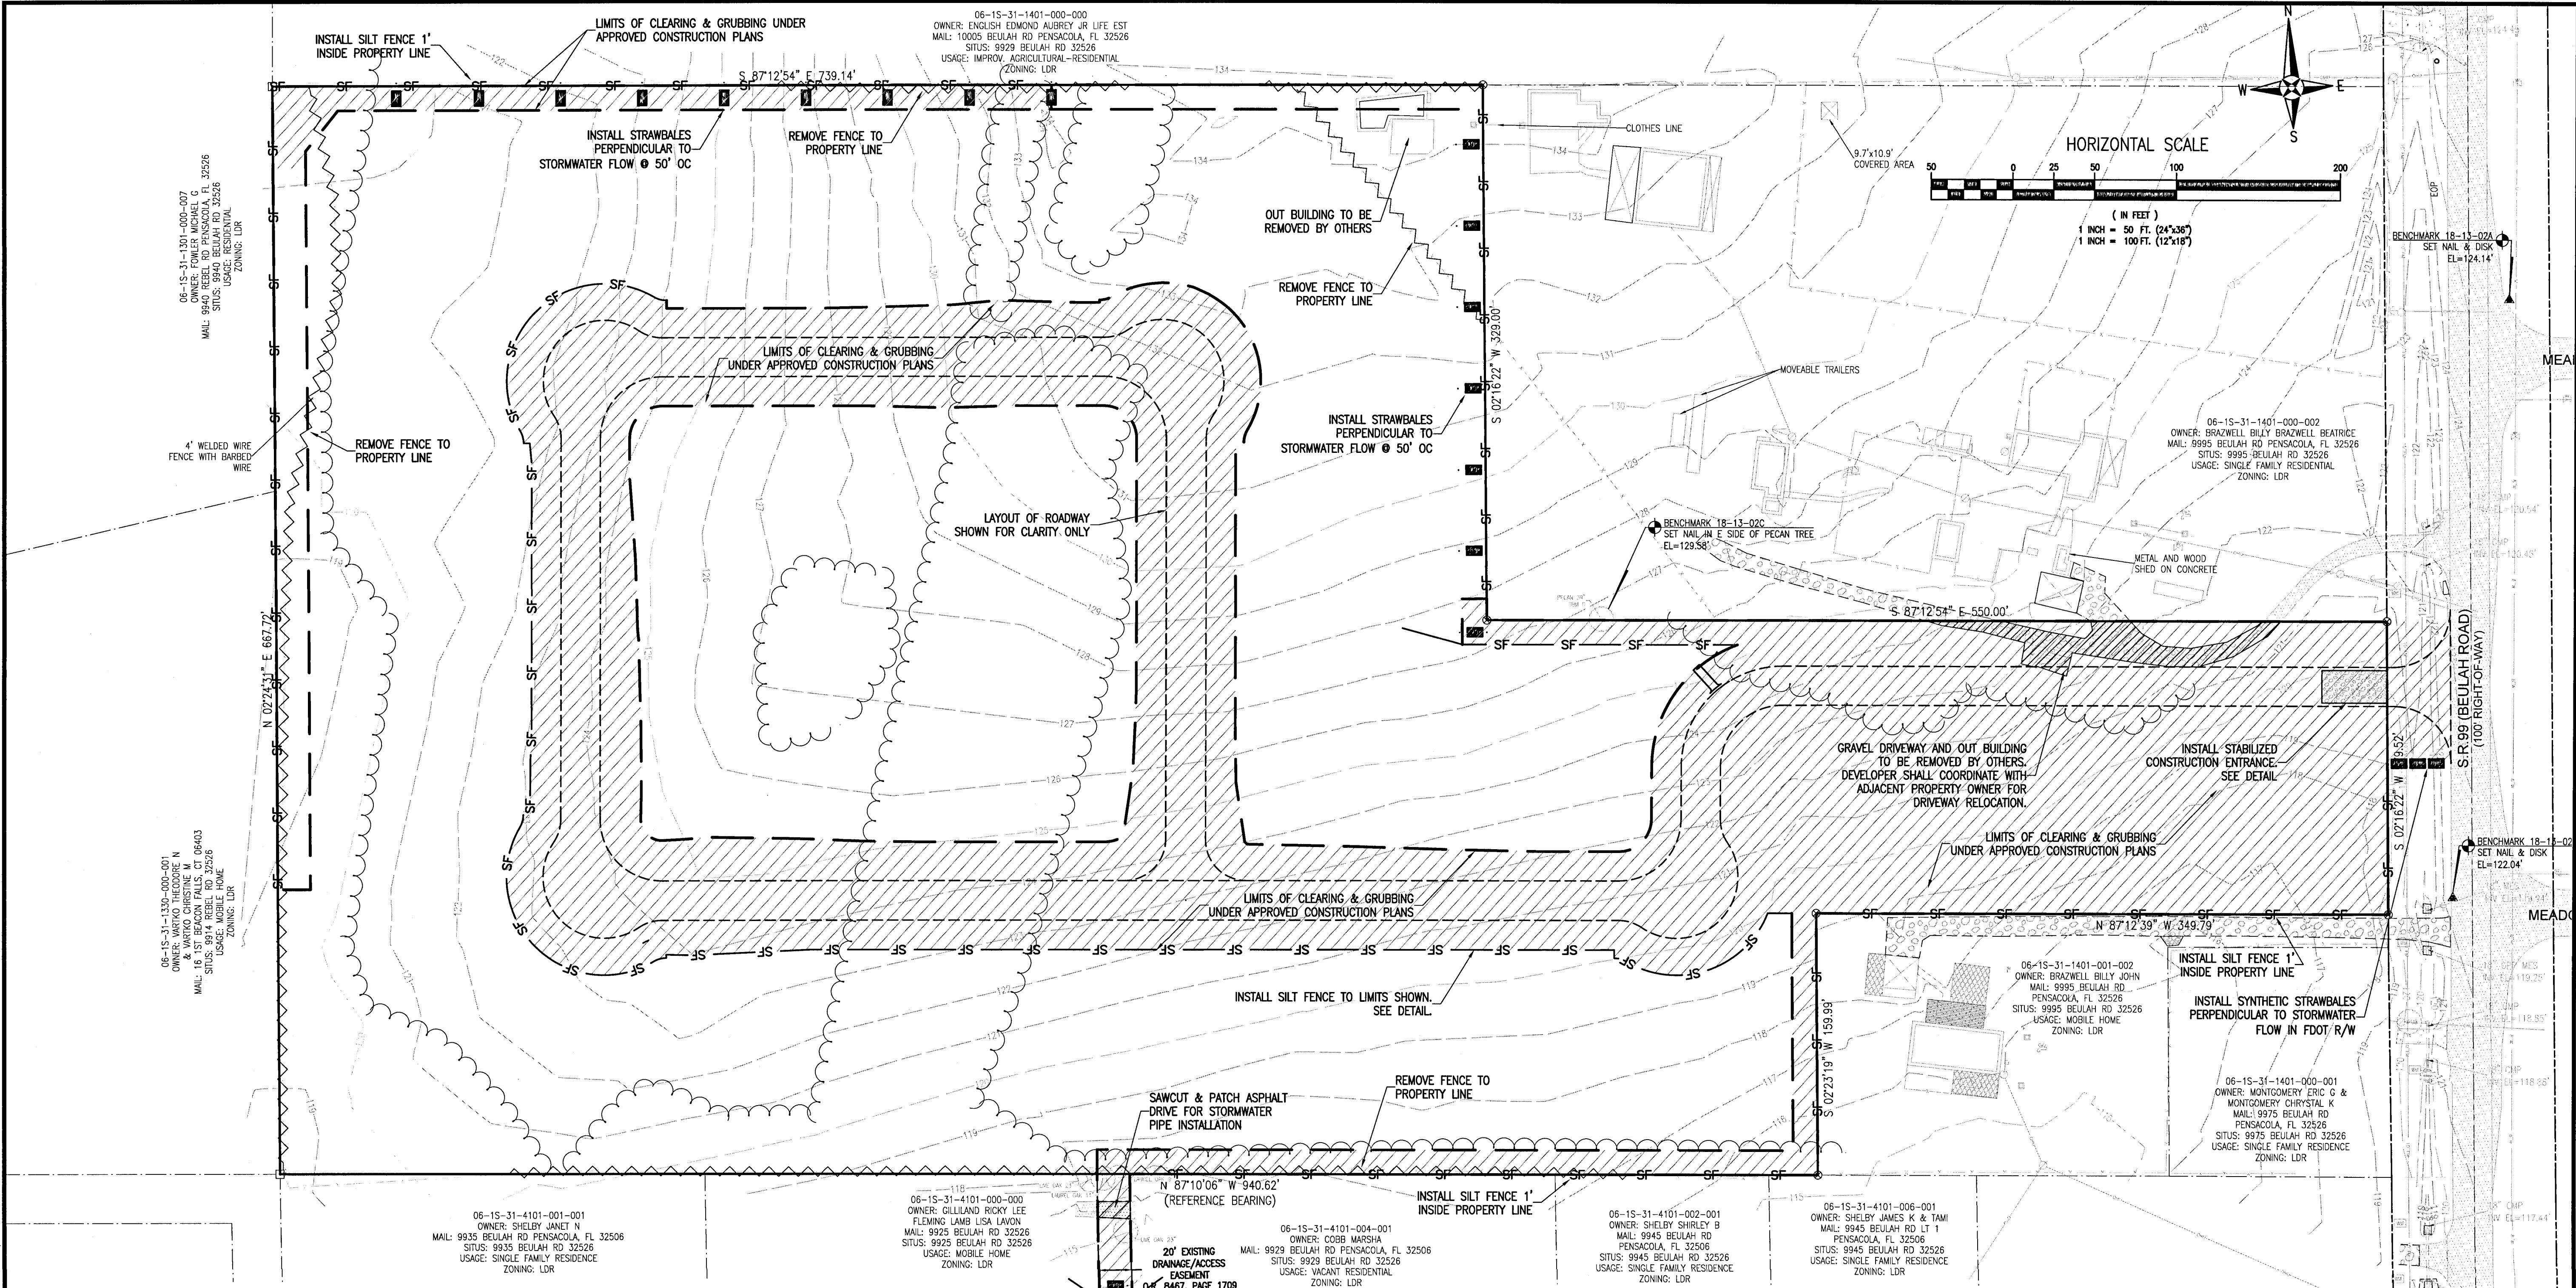 LIMITS OF CLEARING & GRUBBING UNDER
APPROVED CONSTRUCTION PLANS
INSTALL SILT FENCE 1'
INSIDE PROPERTY LINE
06-1S-31-1401-000-000
OWNER: ENGLISH EDMOND AUBREY JR LIFE EST
MAIL: 10005 BEULAH RD PENSACOLA, FL 32526
SITUS: 9929 BEULAH RD 32526
USAGE: IMPROV. AGRICULTURAL-RESIDENTIAL
ZONING: LDR
S 87°12'54" E 739.14'
INSTALL STRAWBALES
PERPENDICULAR TO
STORMWATER FLOW @ 50' OC
REMOVE FENCE TO
PROPERTY LINE
CLOTHES LINE
9.7'x10.9'
COVERED AREA
N
W
E
S
HORIZONTAL SCALE
50 0 25 50 100 200
( IN FEET )
1 INCH = 50 FT. (24"x36")
1 INCH = 100 FT. (12"x18")
EOP
BENCHMARK 18-13-02A
SET NAIL & DISK
EL=124.14'
06-1S-31-1301-000-007
OWNER: FOWLER MICHAEL G
MAIL: 9940 REBEL RD PENSACOLA, FL 32526
SITUS: 9940 BEULAH RD 32526
USAGE: RESIDENTIAL
ZONING: LDR
OUT BUILDING TO BE
REMOVED BY OTHERS
REMOVE FENCE TO
PROPERTY LINE
S 02°16'22" W 329.00'
LIMITS OF CLEARING & GRUBBING
UNDER APPROVED CONSTRUCTION PLANS
MOVEABLE TRAILERS
MEA
INSTALL STRAWBALES
PERPENDICULAR TO
STORMWATER FLOW @ 50' OC
4' WELDED WIRE
FENCE WITH BARBED
WIRE
REMOVE FENCE TO
PROPERTY LINE
06-1S-31-1401-000-002
OWNER: BRAZWELL BILLY BRAZWELL BEATRICE
MAIL: 9995 BEULAH RD PENSACOLA, FL 32526
SITUS: 9995 BEULAH RD 32526
USAGE: SINGLE FAMILY RESIDENTIAL
ZONING: LDR
LAYOUT OF ROADWAY
SHOWN FOR CLARITY ONLY
BENCHMARK 18-13-02C
SET NAIL IN E SIDE OF PECAN TREE
EL=129.58'
METAL AND WOOD
SHED ON CONCRETE
S 87°12'54" E 550.00'
N 02°24'31" E 667.72'
S.R. 99 (BEULAH ROAD)
(100' RIGHT-OF-WAY)
GRAVEL DRIVEWAY AND OUT BUILDING
TO BE REMOVED BY OTHERS.
DEVELOPER SHALL COORDINATE WITH
ADJACENT PROPERTY OWNER FOR
DRIVEWAY RELOCATION.
INSTALL STABILIZED
CONSTRUCTION ENTRANCE.
SEE DETAIL
LIMITS OF CLEARING & GRUBBING
UNDER APPROVED CONSTRUCTION PLANS
BENCHMARK 18-13-02
SET NAIL & DISK
EL=122.04'
06-1S-31-1330-000-001
OWNER: VARTKO THEODORE N
& VARTKO CHRISTINE M
MAIL: 16 1ST BEACON FALLS, CT 06403
SITUS: 9914 REBEL RD 32526
USAGE: MOBILE HOME
ZONING: LDR
LIMITS OF CLEARING & GRUBBING
UNDER APPROVED CONSTRUCTION PLANS
MEADO
N 87°12'39" W 349.79'
INSTALL SILT FENCE 1'
INSIDE PROPERTY LINE
06-1S-31-1401-001-002
OWNER: BRAZWELL BILLY JOHN
MAIL: 9995 BEULAH RD
PENSACOLA, FL 32526
SITUS: 9995 BEULAH RD 32526
USAGE: MOBILE HOME
ZONING: LDR
INSTALL SILT FENCE TO LIMITS SHOWN.
SEE DETAIL.
INSTALL SYNTHETIC STRAWBALES
PERPENDICULAR TO STORMWATER
FLOW IN FDOT R/W
S 02°23'19" W 159.99'
06-1S-31-1401-000-001
OWNER: MONTGOMERY ERIC G &
MONTGOMERY CHRYSTAL K
MAIL: 9975 BEULAH RD
PENSACOLA, FL 32526
SITUS: 9975 BEULAH RD 32526
USAGE: SINGLE FAMILY RESIDENCE
ZONING: LDR
SAWCUT & PATCH ASPHALT
DRIVE FOR STORMWATER
PIPE INSTALLATION
REMOVE FENCE TO
PROPERTY LINE
N 87°10'06" W 940.62'
(REFERENCE BEARING)
INSTALL SILT FENCE 1'
INSIDE PROPERTY LINE
06-1S-31-4101-001-001
OWNER: SHELBY JANET N
MAIL: 9935 BEULAH RD PENSACOLA, FL 32506
SITUS: 9935 BEULAH RD 32526
USAGE: SINGLE FAMILY RESIDENCE
ZONING: LDR
06-1S-31-4101-000-000
OWNER: GILLILAND RICKY LEE
FLEMING LAMB LISA LAVON
MAIL: 9925 BEULAH RD 32526
SITUS: 9925 BEULAH RD 32526
USAGE: MOBILE HOME
ZONING: LDR
20' EXISTING
DRAINAGE/ACCESS
EASEMENT
O.R. 8467, PAGE 1709
06-1S-31-4101-004-001
OWNER: COBB MARSHA
MAIL: 9929 BEULAH RD PENSACOLA, FL 32506
SITUS: 9929 BEULAH RD 32526
USAGE: VACANT RESIDENTIAL
ZONING: LDR
06-1S-31-4101-002-001
OWNER: SHELBY SHIRLEY B
MAIL: 9945 BEULAH RD
PENSACOLA, FL 32506
SITUS: 9945 BEULAH RD 32526
USAGE: SINGLE FAMILY RESIDENCE
ZONING: LDR
06-1S-31-4101-006-001
OWNER: SHELBY JAMES K & TAMI
MAIL: 9945 BEULAH RD LT 1
PENSACOLA, FL 32506
SITUS: 9945 BEULAH RD 32526
USAGE: SINGLE FAMILY RESIDENCE
ZONING: LDR